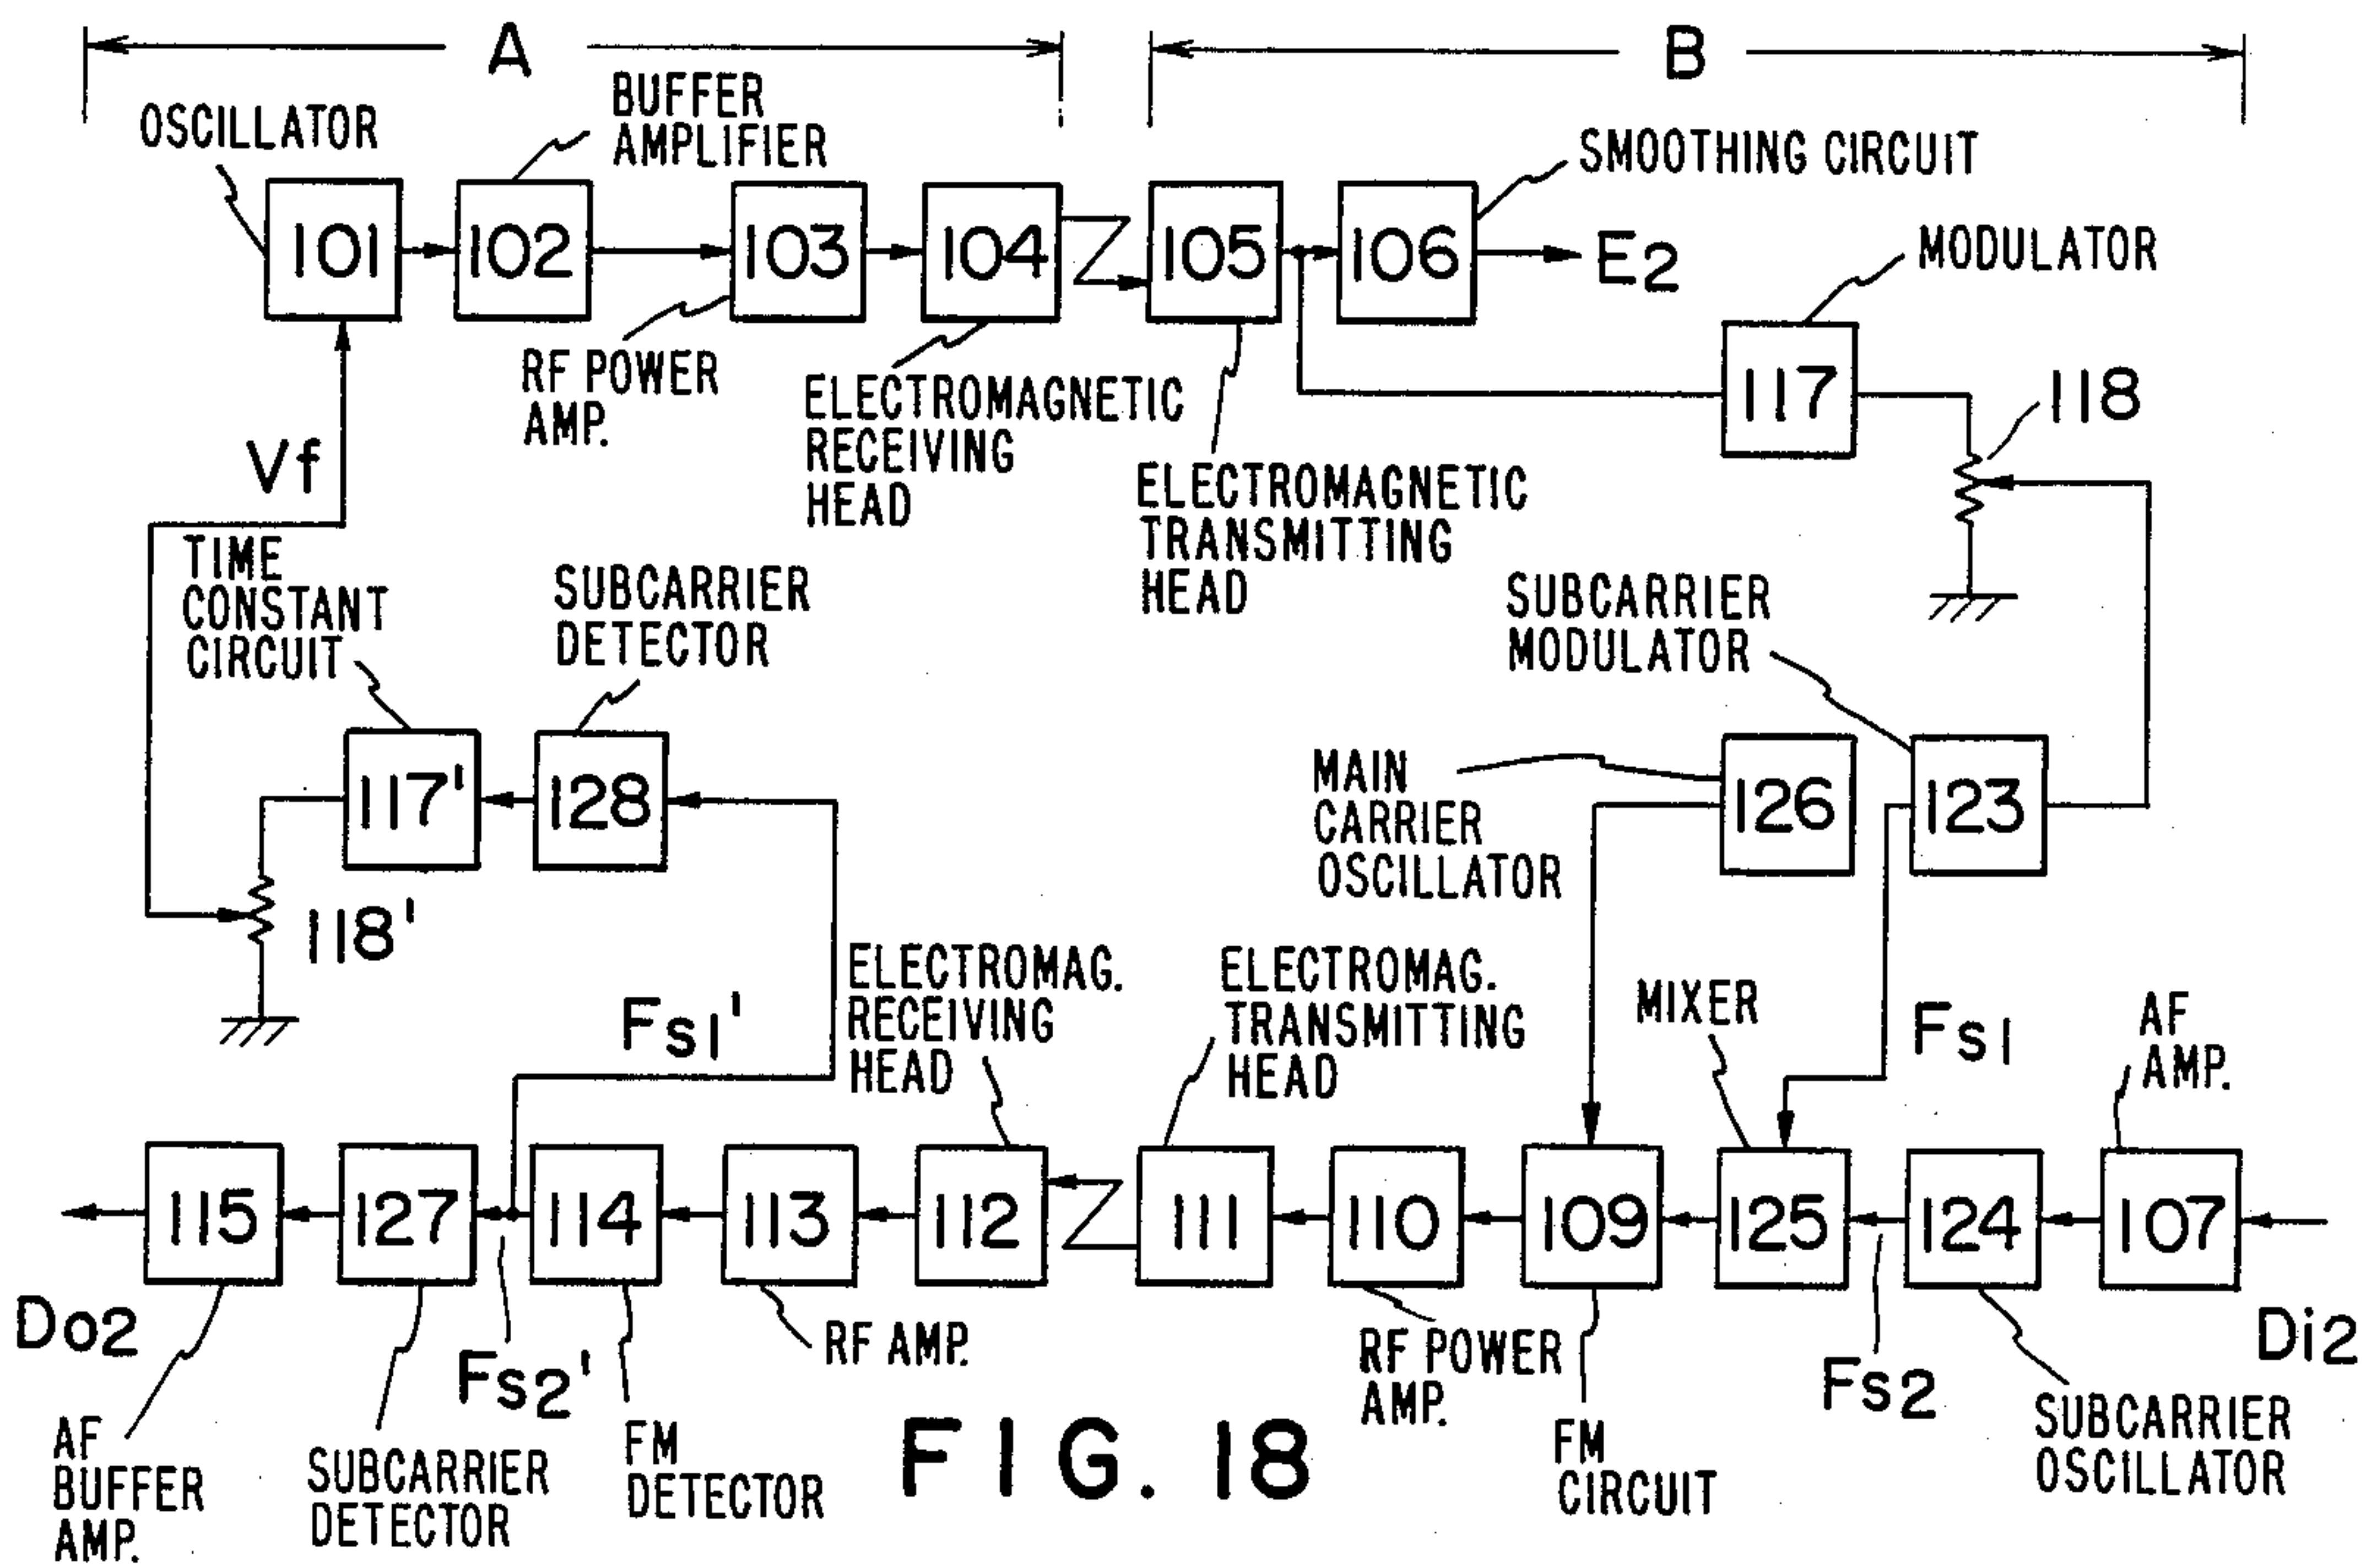 A
B
OSCILLATOR
BUFFER
AMPLIFIER
SMOOTHING CIRCUIT
MODULATOR
101
102
103
104
105
106
E2
RF POWER
AMP.
ELECTROMAGNETIC
RECEIVING
HEAD
ELECTROMAGNETIC
TRANSMITTING
HEAD
117
118
Vf
TIME
CONSTANT
CIRCUIT
SUBCARRIER
DETECTOR
SUBCARRIER
MODULATOR
117'
128
118'
MAIN
CARRIER
OSCILLATOR
126
123
Fs1'
ELECTROMAG.
RECEIVING
HEAD
ELECTROMAG.
TRANSMITTING
HEAD
MIXER
Fs1
AF
AMP.
115
127
114
113
112
111
110
109
125
124
107
Do2
Fs2'
RF AMP.
RF POWER
AMP.
Fs2
Di2
AF
BUFFER
AMP.
SUBCARRIER
DETECTOR
FM
DETECTOR
FM
CIRCUIT
SUBCARRIER
OSCILLATOR
FIG. 18